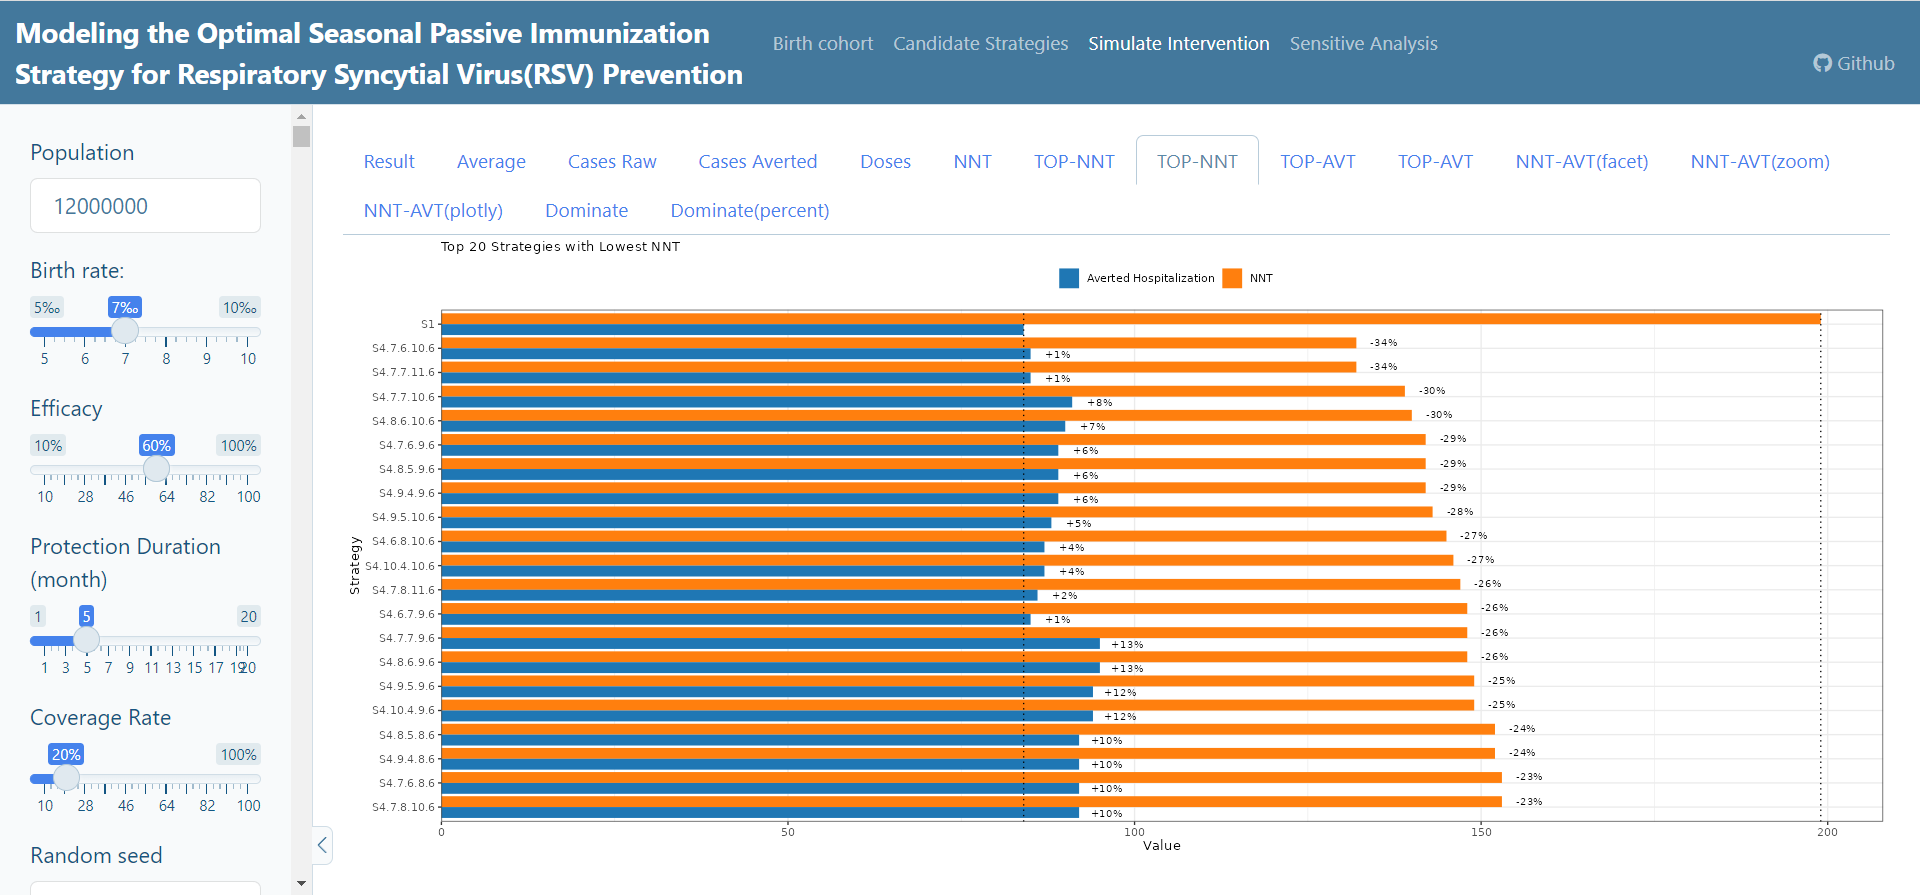 Modeling the Optimal Seasonal Passive Immunization
Strategy for Respiratory Syncytial Virus(RSV) Prevention
Birth cohort Candidate Strategies Simulate Intervention Sensitive Analysis
Github
Population
12000000
Birth rate:
5‰ 7‰ 10‰
5 6 7 8 9 10
Efficacy
10% 60% 100%
10 28 46 64 82 100
Protection Duration
(month)
1 5 20
1 3 5 7 9 11 13 15 17 19 20
Coverage Rate
20% 100%
10 28 46 64 82 100
Random seed
Result Average Cases Raw Cases Averted Doses NNT TOP-NNT TOP-NNT TOP-AVT TOP-AVT NNT-AVT(facet) NNT-AVT(zoom)
NNT-AVT(plotly) Dominate Dominate(percent)
Top 20 Strategies with Lowest NNT
Averted Hospitalization NNT
Strategy
S1
S4.7.6.10.6 -34% +1%
S4.7.7.11.6 -34% +1%
S4.7.7.10.6 -30% +8%
S4.8.6.10.6 -30% +7%
S4.7.6.9.6 -29% +6%
S4.8.5.9.6 -29% +6%
S4.9.4.9.6 -29% +6%
S4.9.5.10.6 -28% +5%
S4.6.8.10.6 -27% +4%
S4.10.4.10.6 -27% +4%
S4.7.8.11.6 -26% +2%
S4.6.7.9.6 -26% +1%
S4.7.7.9.6 -26% +13%
S4.8.6.9.6 -26% +13%
S4.9.5.9.6 -25% +12%
S4.10.4.9.6 -25% +12%
S4.8.5.8.6 -24% +10%
S4.9.4.8.6 -24% +10%
S4.7.6.8.6 -23% +10%
S4.7.8.10.6 -23% +10%
0 50 100 150 200
Value